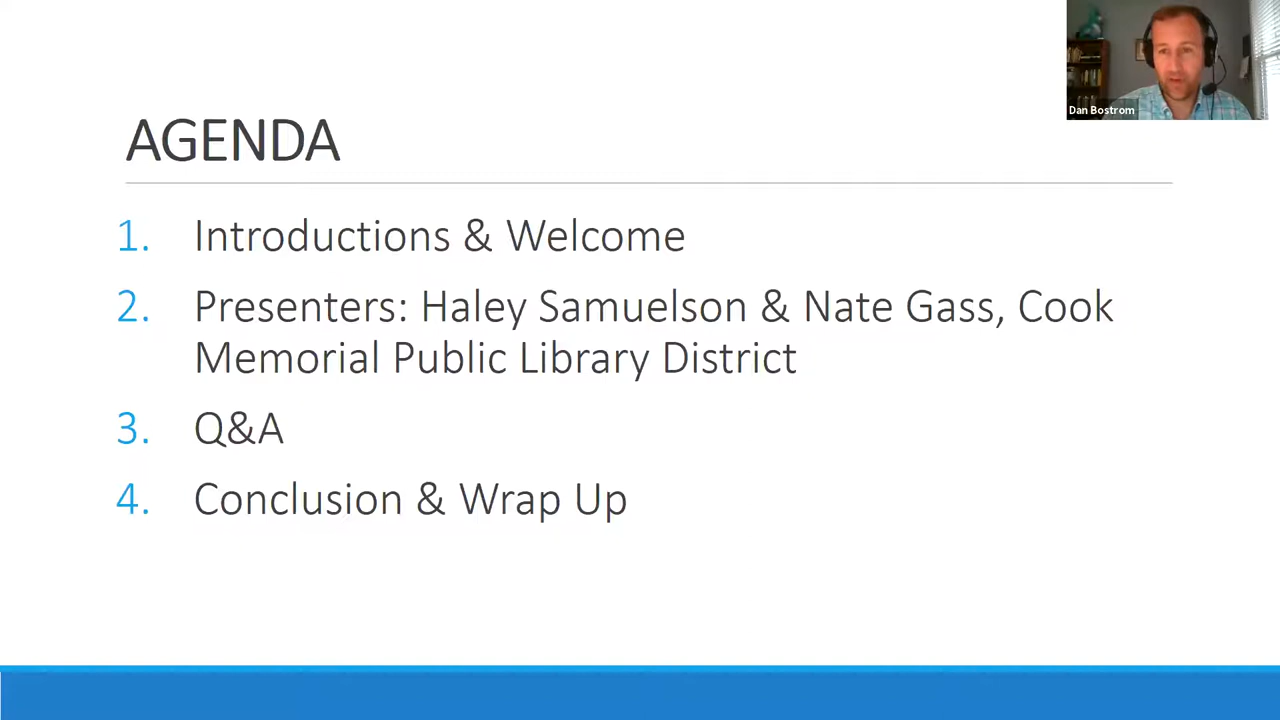 Dan Bostrom
AGENDA
1. Introductions & Welcome
2. Presenters: Haley Samuelson & Nate Gass, Cook
Memorial Public Library District
3. Q&A
4. Conclusion & Wrap Up